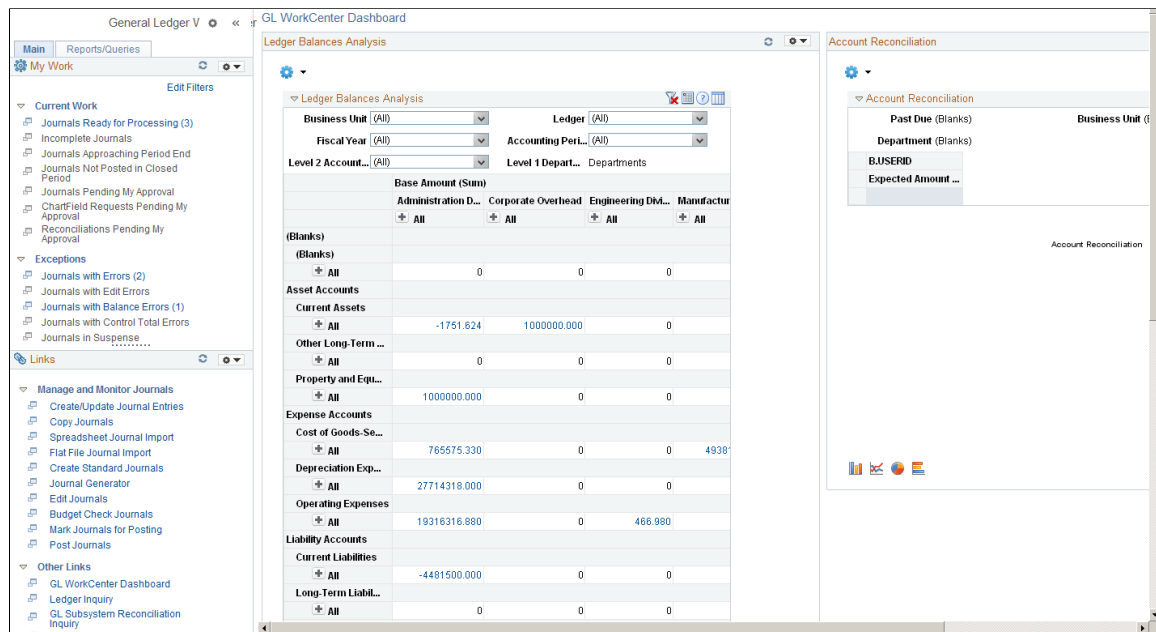 General Ledger W
«
GL WorkCenter Dashboard
Main
Reports/Queries
My Work
Edit Filters
Current Work
Journals Ready for Processing (3)
Incomplete Journals
Journals Approaching Period End
Journals Not Posted in Closed
Period
Journals Pending My Approval
ChartField Requests Pending My
Approval
Reconciliations Pending My
Approval
Exceptions
Journals with Errors (2)
Journals with Edit Errors
Journals with Balance Errors (1)
Journals with Control Total Errors
Journals in Suspense
Links
Manage and Monitor Journals
Create/Update Journal Entries
Copy Journals
Spreadsheet Journal Import
Flat File Journal Import
Create Standard Journals
Journal Generator
Edit Journals
Budget Check Journals
Mark Journals for Posting
Post Journals
Other Links
GL WorkCenter Dashboard
Ledger Inquiry
GL Subsystem Reconciliation
Inquiry
Ledger Balances Analysis
Ledger Balances Analysis
Business Unit (All) Ledger (All)
Fiscal Year (All) Accounting Peri... (All)
Level 2 Account... (All) Level 1 Depart... Departments
Base Amount (Sum)
Administration D... Corporate Overhead Engineering Divi... Manufactur
All All All All
(Blanks)
(Blanks)
All 0 0 0
Asset Accounts
Current Assets
All -1751.624 1000000.000 0
Other Long-Term ...
All 0 0 0
Property and Equ...
All 1000000.000 0 0
Expense Accounts
Cost of Goods-Se...
All 765575.330 0 0 4938
Depreciation Exp...
All 27714318.000 0 0
Operating Expenses
All 19316316.880 0 466.980
Liability Accounts
Current Liabilities
All -4481500.000 0 0
Long-Term Liabil...
All 0 0 0
Account Reconciliation
Account Reconciliation
Past Due (Blanks) Business Unit
Department (Blanks)
B.USERID
Expected Amount ...
Account Reconciliation